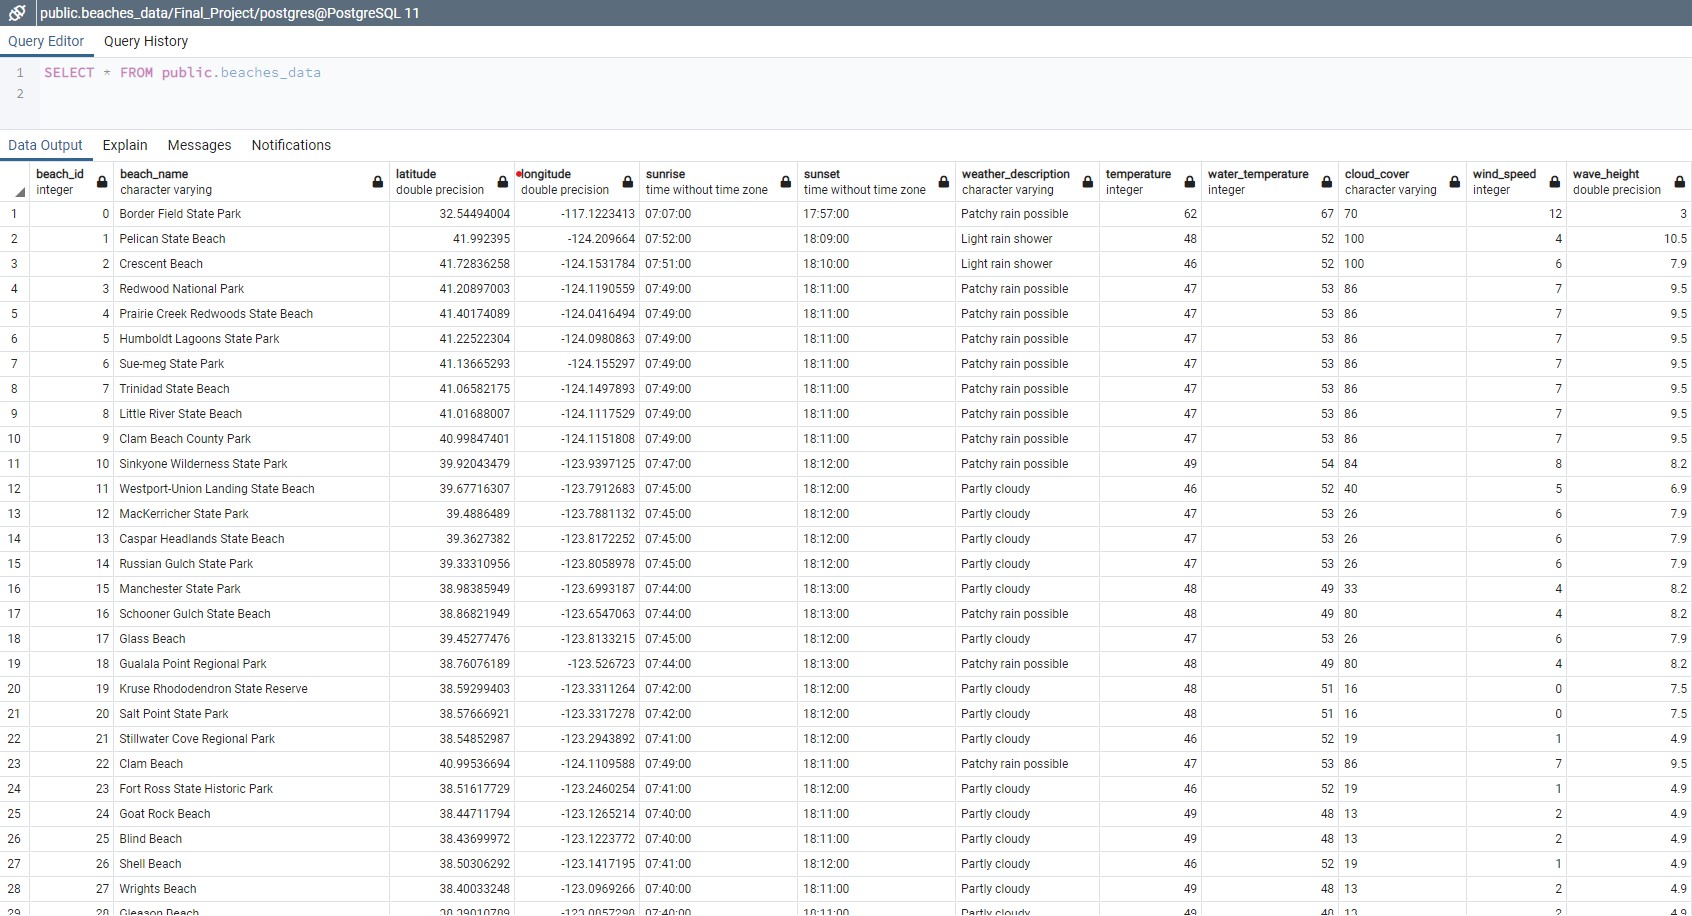 public.beaches_data/Final_Project/postgres@PostgreSQL 11
Query Editor Query History
1 SELECT * FROM public.beaches_data
2
Data Output Explain Messages Notifications
beach_id beach_name latitude longitude sunrise sunset weather_description temperature water_temperature cloud_cover wind_speed wave_height
integer character varying double precision double precision time without time zone time without time zone character varying integer integer character varying integer double precision
1 0 Border Field State Park 32.54494004 -117.1223413 07:07:00 17:57:00 Patchy rain possible 62 67 70 12 3
2 1 Pelican State Beach 41.992395 -124.209664 07:52:00 18:09:00 Light rain shower 48 52 100 4 10.5
3 2 Crescent Beach 41.72836258 -124.1531784 07:51:00 18:10:00 Light rain shower 46 52 100 6 7.9
4 3 Redwood National Park 41.20897003 -124.1190559 07:49:00 18:11:00 Patchy rain possible 47 53 86 7 9.5
5 4 Prairie Creek Redwoods State Beach 41.40174089 -124.0416494 07:49:00 18:11:00 Patchy rain possible 47 53 86 7 9.5
6 5 Humboldt Lagoons State Park 41.22522304 -124.0980863 07:49:00 18:11:00 Patchy rain possible 47 53 86 7 9.5
7 6 Sue-meg State Park 41.13665293 -124.155297 07:49:00 18:11:00 Patchy rain possible 47 53 86 7 9.5
8 7 Trinidad State Beach 41.06582175 -124.1497893 07:49:00 18:11:00 Patchy rain possible 47 53 86 7 9.5
9 8 Little River State Beach 41.01688007 -124.1117529 07:49:00 18:11:00 Patchy rain possible 47 53 86 7 9.5
10 9 Clam Beach County Park 40.99847401 -124.1151808 07:49:00 18:11:00 Patchy rain possible 47 53 86 7 9.5
11 10 Sinkyone Wilderness State Park 39.92043479 -123.9397125 07:47:00 18:12:00 Patchy rain possible 49 54 84 8 8.2
12 11 Westport-Union Landing State Beach 39.67716307 -123.7912683 07:45:00 18:12:00 Partly cloudy 46 52 40 5 6.9
13 12 MacKerricher State Park 39.4886489 -123.7881132 07:45:00 18:12:00 Partly cloudy 47 53 26 6 7.9
14 13 Caspar Headlands State Beach 39.3627382 -123.8172252 07:45:00 18:12:00 Partly cloudy 47 53 26 6 7.9
15 14 Russian Gulch State Park 39.33310956 -123.8058978 07:45:00 18:12:00 Partly cloudy 47 53 26 6 7.9
16 15 Manchester State Park 38.98385949 -123.6993187 07:44:00 18:13:00 Partly cloudy 48 49 33 4 8.2
17 16 Schooner Gulch State Beach 38.86821949 -123.6547063 07:44:00 18:13:00 Patchy rain possible 48 49 80 4 8.2
18 17 Glass Beach 39.45277476 -123.8133215 07:45:00 18:12:00 Partly cloudy 47 53 26 6 7.9
19 18 Gualala Point Regional Park 38.76076189 -123.526723 07:44:00 18:13:00 Patchy rain possible 48 49 80 4 8.2
20 19 Kruse Rhododendron State Reserve 38.59299403 -123.3311264 07:42:00 18:12:00 Partly cloudy 48 51 16 0 7.5
21 20 Salt Point State Park 38.57666921 -123.3317278 07:42:00 18:12:00 Partly cloudy 48 51 16 0 7.5
22 21 Stillwater Cove Regional Park 38.54852987 -123.2943892 07:41:00 18:12:00 Partly cloudy 46 52 19 1 4.9
23 22 Clam Beach 40.99536694 -124.1109588 07:49:00 18:11:00 Patchy rain possible 47 53 86 7 9.5
24 23 Fort Ross State Historic Park 38.51617729 -123.2460254 07:41:00 18:12:00 Partly cloudy 46 52 19 1 4.9
25 24 Goat Rock Beach 38.44711794 -123.1265214 07:40:00 18:11:00 Partly cloudy 49 48 13 2 4.9
26 25 Blind Beach 38.43699972 -123.1223772 07:40:00 18:11:00 Partly cloudy 49 48 13 2 4.9
27 26 Shell Beach 38.50306292 -123.1417195 07:41:00 18:12:00 Partly cloudy 46 52 19 1 4.9
28 27 Wrights Beach 38.40033248 -123.0969266 07:40:00 18:11:00 Partly cloudy 49 48 13 2 4.9
29 28 Gleason Beach 07:40:00 18:11:00 Partly cloudy 49 48 13 2 4.9